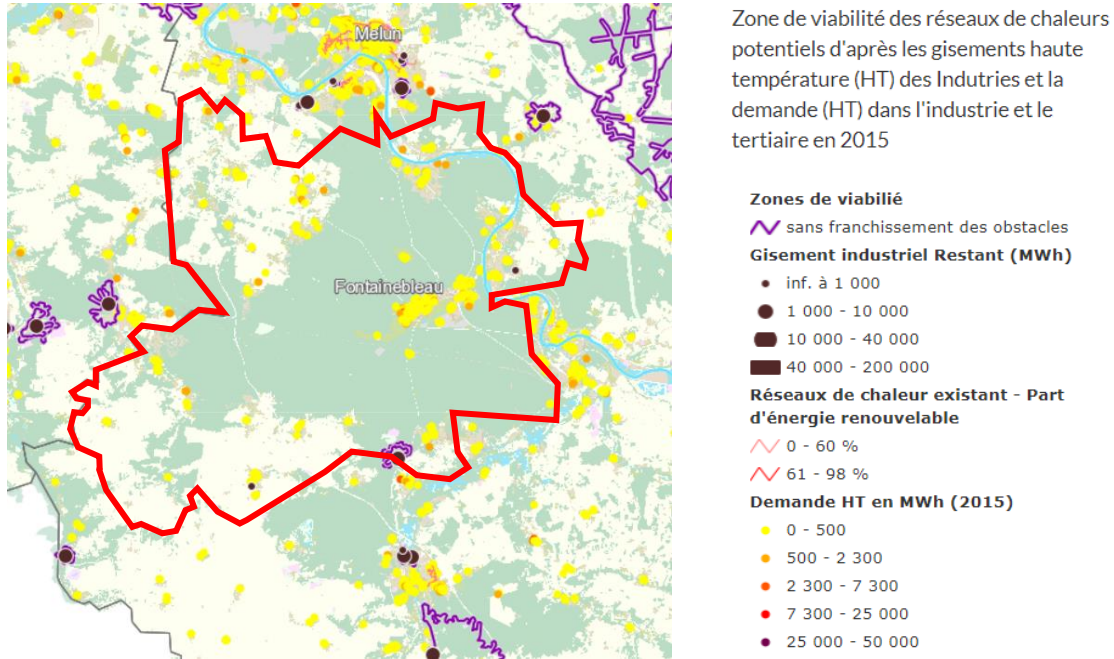 Melun
Fontainebleau
Zone de viabilité des réseaux de chaleurs
potentiels d'après les gisements haute
température (HT) des Indutries et la
demande (HT) dans l'industrie et le
tertiaire en 2015
Zones de viabilié
sans franchissement des obstacles
Gisement industriel Restant (MWh)
inf. à 1 000
1 000 - 10 000
10 000 - 40 000
40 000 - 200 000
Réseaux de chaleur existant - Part
d'énergie renouvelable
0 - 60 %
61 - 98 %
Demande HT en MWh (2015)
0 - 500
500 - 2 300
2 300 - 7 300
7 300 - 25 000
25 000 - 50 000